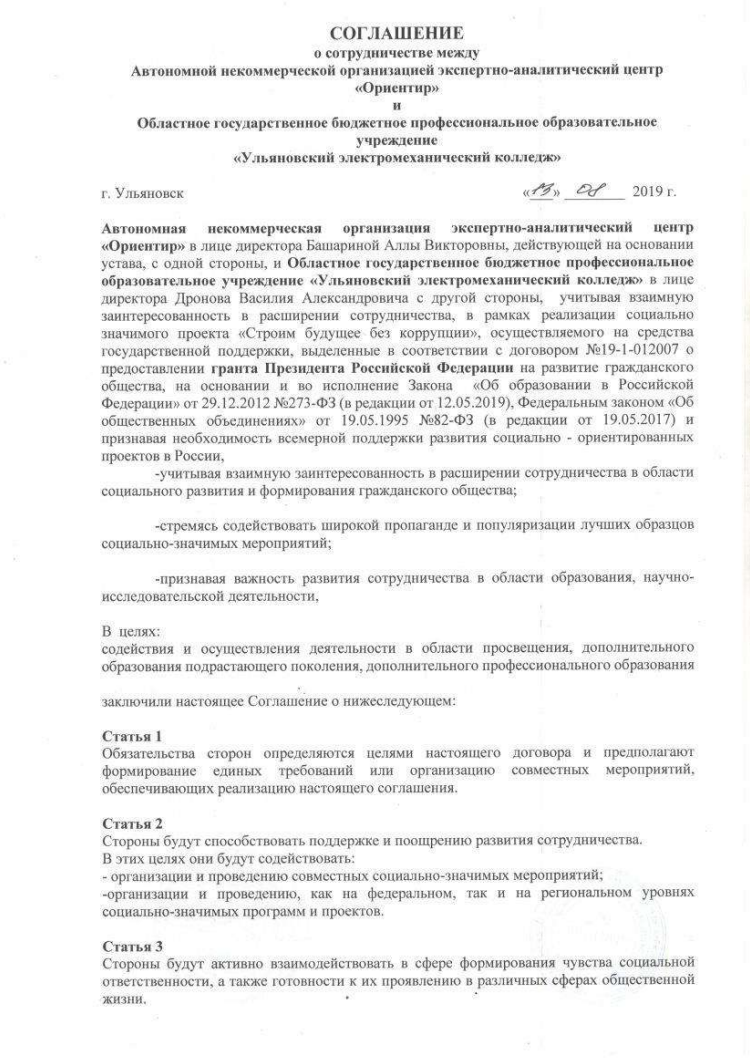 СОГЛАШЕНИЕ
о сотрудничестве между
Автономной некоммерческой организацией экспертно-аналитический центр
«Ориентир»
и
Областное государственное бюджетное профессиональное образовательное
учреждение
«Ульяновский электромеханический колледж»
г. Ульяновск «13» 08 2019 г.
Автономная некоммерческая организация экспертно-аналитический центр
«Ориентир» в лице директора Башариной Аллы Викторовны, действующей на основании
устава, с одной стороны, и Областное государственное бюджетное профессиональное
образовательное учреждение «Ульяновский электромеханический колледж» в лице
директора Дронова Василия Александровича с другой стороны, учитывая взаимную
заинтересованность в расширении сотрудничества, в рамках реализации социально
значимого проекта «Строим будущее без коррупции», осуществляемого на средства
государственной поддержки, выделенные в соответствии с договором №19-1-012007 о
предоставлении гранта Президента Российской Федерации на развитие гражданского
общества, на основании и во исполнение Закона «Об образовании в Российской
Федерации» от 29.12.2012 №273-ФЗ (в редакции от 12.05.2019), Федеральным законом «Об
общественных объединениях» от 19.05.1995 №82-ФЗ (в редакции от 19.05.2017) и
признавая необходимость всемерной поддержки развития социально - ориентированных
проектов в России,
-учитывая взаимную заинтересованность в расширении сотрудничества в области
социального развития и формирования гражданского общества;
-стремясь содействовать широкой пропаганде и популяризации лучших образцов
социально-значимых мероприятий;
-признавая важность развития сотрудничества в области образования, научно-
исследовательской деятельности,
В целях:
содействия и осуществления деятельности в области просвещения, дополнительного
образования подрастающего поколения, дополнительного профессионального образования
заключили настоящее Соглашение о нижеследующем:
Статья 1
Обязательства сторон определяются целями настоящего договора и предполагают
формирование единых требований или организацию совместных мероприятий,
обеспечивающих реализацию настоящего соглашения.
Статья 2
Стороны будут способствовать поддержке и поощрению развития сотрудничества.
В этих целях они будут содействовать:
- организации и проведению совместных социально-значимых мероприятий;
-организации и проведению, как на федеральном, так и на региональном уровнях
социально-значимых программ и проектов.
Статья 3
Стороны будут активно взаимодействовать в сфере формирования чувства социальной
ответственности, а также готовности к их проявлению в различных сферах общественной
жизни.